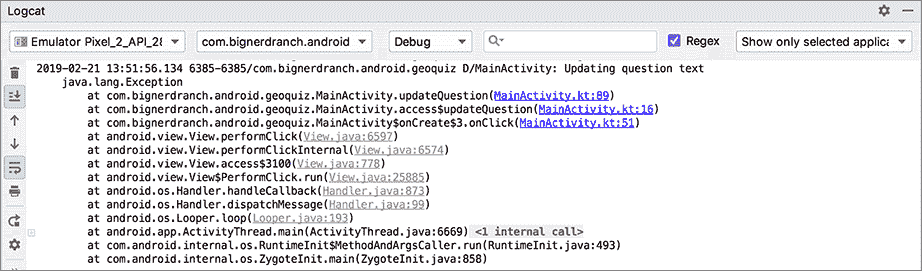 Logcat
Emulator Pixel_2_API_28 com.bignerdranch.android Debug Regex Show only selected applica
2019-02-21 13:51:56.134 6385-6385/com.bignerdranch.android.geoquiz D/MainActivity: Updating question text
java.lang.Exception
at com.bignerdranch.android.geoquiz.MainActivity.updateQuestion(MainActivity.kt:89)
at com.bignerdranch.android.geoquiz.MainActivity.access$updateQuestion(MainActivity.kt:16)
at com.bignerdranch.android.geoquiz.MainActivity$onCreate$3.onClick(MainActivity.kt:51)
at android.view.View.performClick(View.java:6597)
at android.view.View.performClickInternal(View.java:6574)
at android.view.View.access$3100(View.java:778)
at android.view.View$PerformClick.run(View.java:25885)
at android.os.Handler.handleCallback(Handler.java:873)
at android.os.Handler.dispatchMessage(Handler.java:99)
at android.os.Looper.loop(Looper.java:193)
at android.app.ActivityThread.main(ActivityThread.java:6669) <1 internal call>
at com.android.internal.os.RuntimeInit$MethodAndArgsCaller.run(RuntimeInit.java:493)
at com.android.internal.os.ZygoteInit.main(ZygoteInit.java:858)